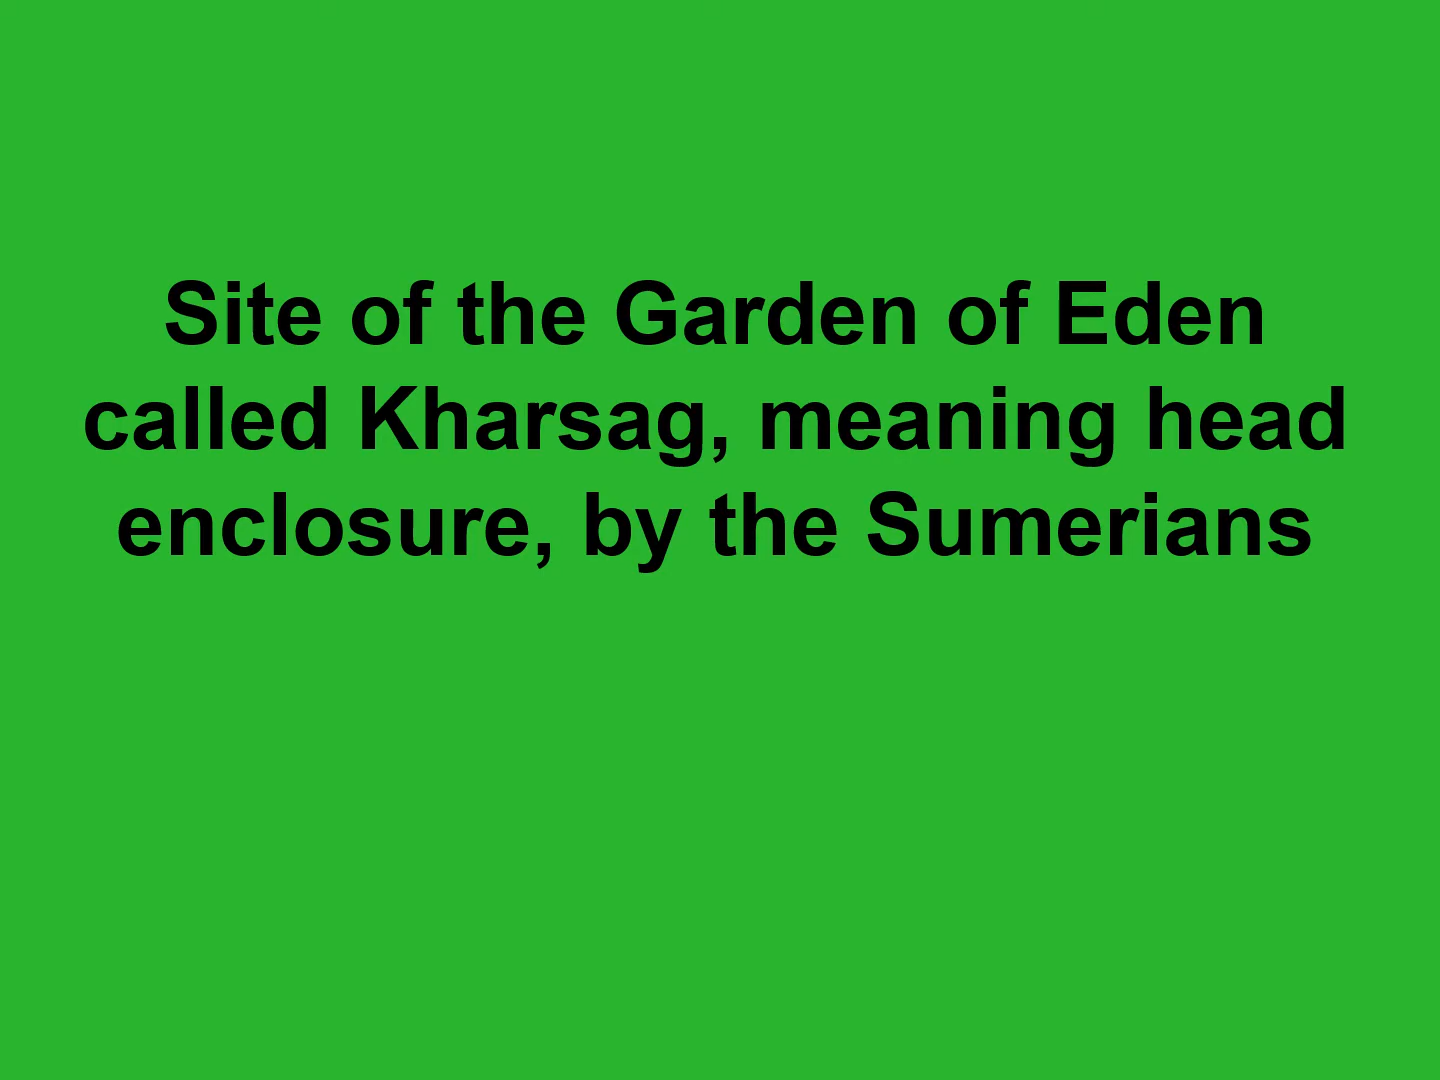 Site of the Garden of Eden
called Kharsag, meaning head
enclosure, by the Sumerians